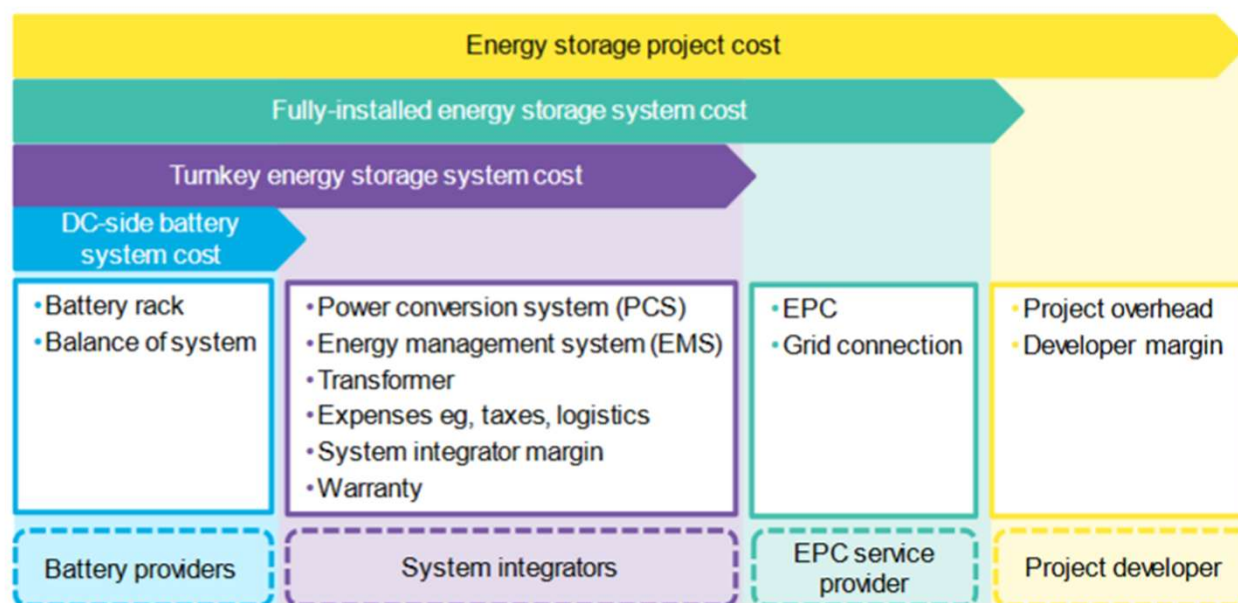 Energy storage project cost
Fully-installed energy storage system cost
Turnkey energy storage system cost
DC-side battery
system cost
•Battery rack
•Balance of system
•Power conversion system (PCS)
•Energy management system (EMS)
•Transformer
•Expenses eg, taxes, logistics
•System integrator margin
•Warranty
•EPC
•Grid connection
•Project overhead
•Developer margin
Battery providers
System integrators
EPC service
provider
Project developer